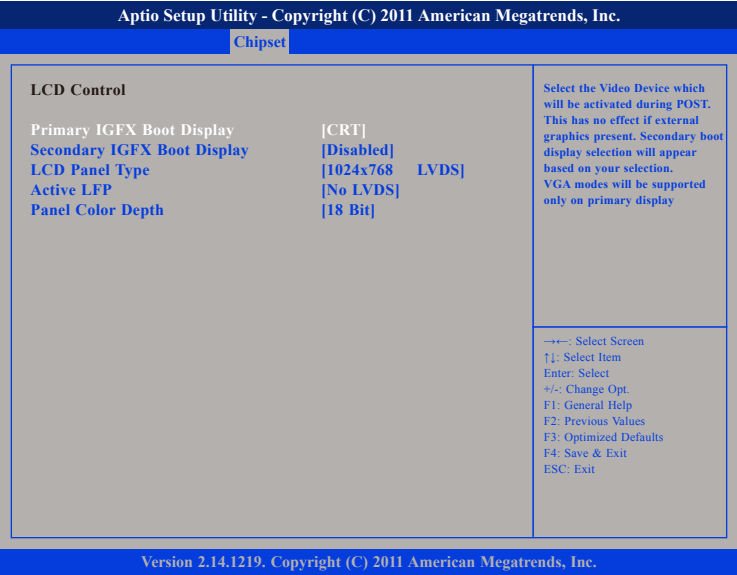 Aptio Setup Utility - Copyright (C) 2011 American Megatrends, Inc.
Chipset
LCD Control
Primary IGFX Boot Display [CRT]
Secondary IGFX Boot Display [Disabled]
LCD Panel Type [1024x768 LVDS]
Active LFP [No LVDS]
Panel Color Depth [18 Bit]
Select the Video Device which
will be activated during POST.
This has no effect if external
graphics present. Secondary boot
display selection will appear
based on your selection.
VGA modes will be supported
only on primary display
→←: Select Screen
↑↓: Select Item
Enter: Select
+/-: Change Opt.
F1: General Help
F2: Previous Values
F3: Optimized Defaults
F4: Save & Exit
ESC: Exit
Version 2.14.1219. Copyright (C) 2011 American Megatrends, Inc.